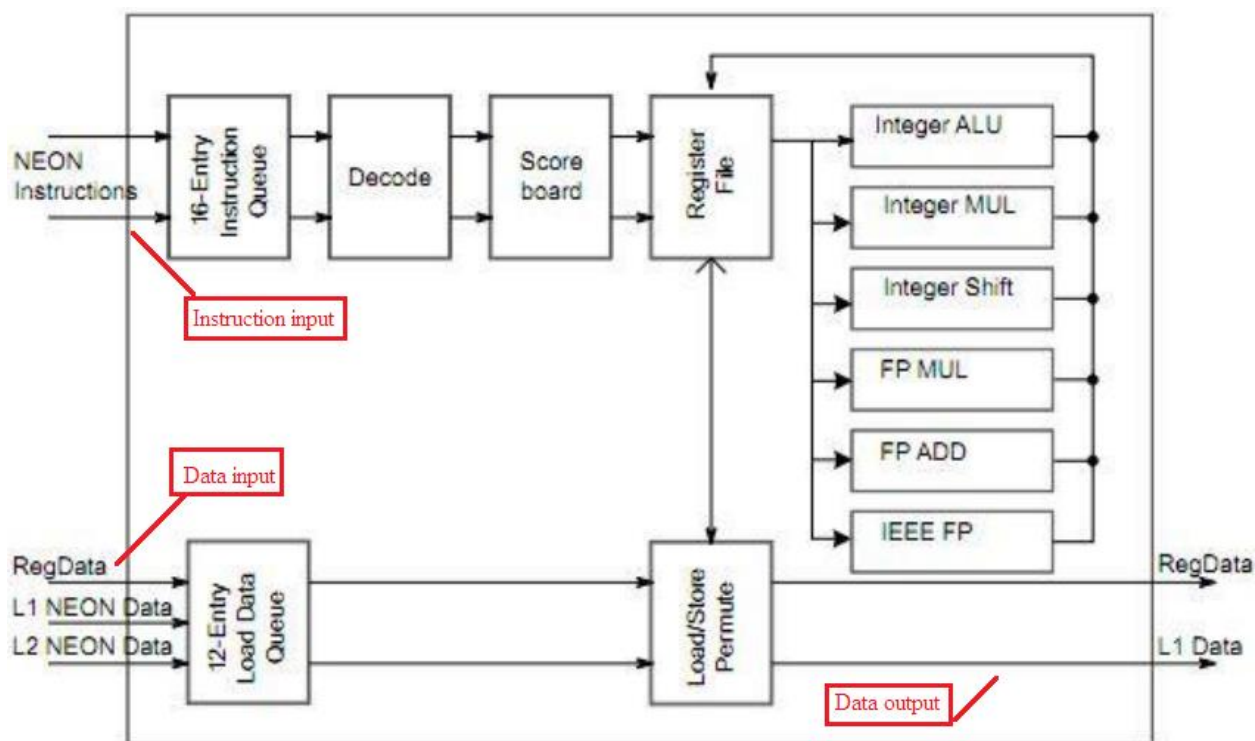 NEON
Instructions
16-Entry
Instruction
Queue
Decode
Score
board
Register
File
Integer ALU
Integer MUL
Integer Shift
FP MUL
FP ADD
IEEE FP
Instruction input
Data input
RegData
L1 NEON Data
L2 NEON Data
12-Entry
Load Data
Queue
Load/Store
Permute
RegData
L1 Data
Data output